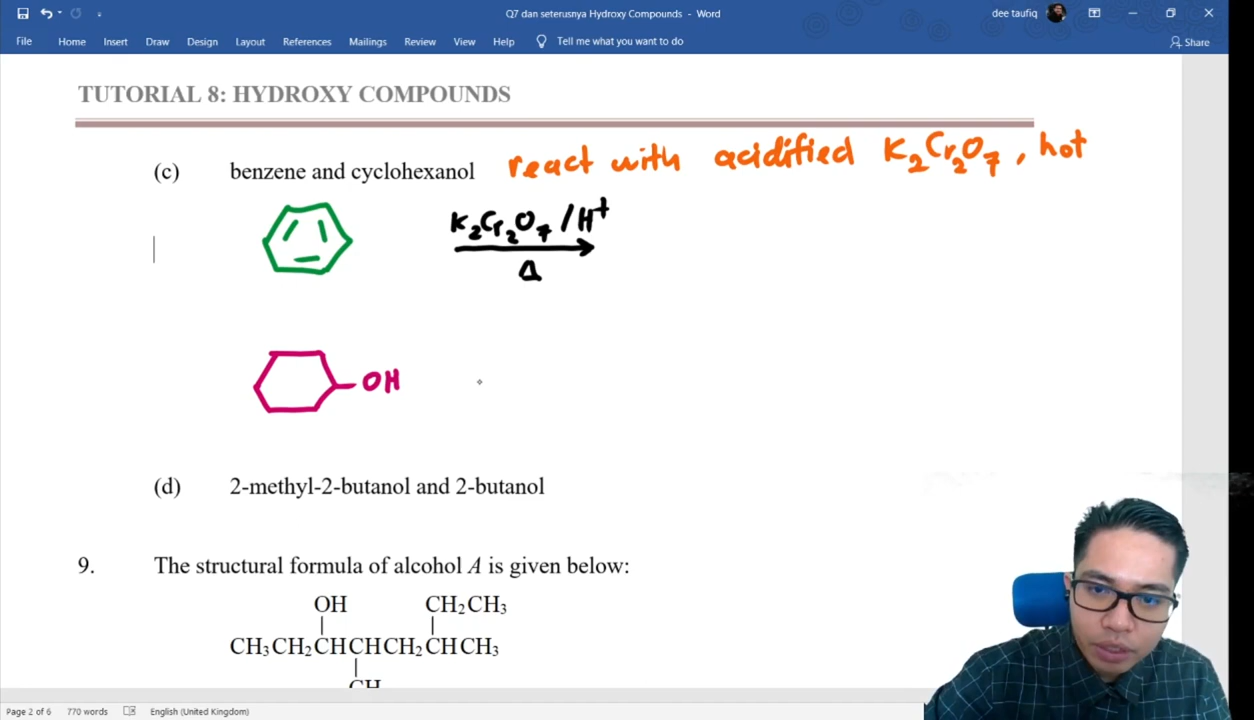 Q7 dan seterusnya Hydroxy Compounds - Word
dee taufiq
File Home Insert Draw Design Layout References Mailings Review View Help Tell me what you want to do Share
TUTORIAL 8: HYDROXY COMPOUNDS
(c) benzene and cyclohexanol react with acidified K₂Cr₂O₇, hot
K₂Cr₂O₇/H⁺
Δ
OH
(d) 2-methyl-2-butanol and 2-butanol
9. The structural formula of alcohol A is given below:
OH CH₂CH₃
CH₃CH₂CHCHCH₂CHCH₃
CH
Page 2 of 6 770 words English (United Kingdom)